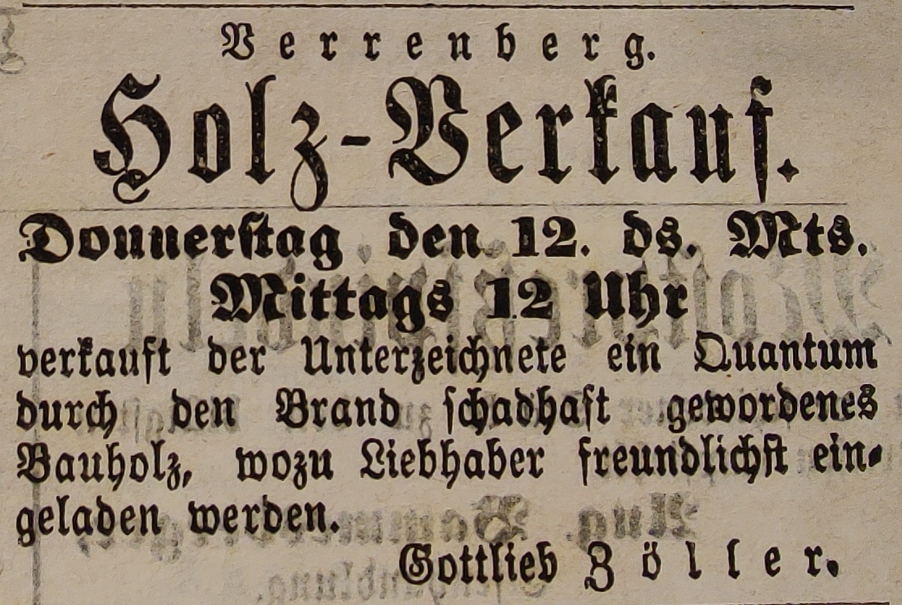 Verrenberg.
Holz-Verkauf.
Donnerstag den 12. ds. Mts.
Mittags 12 Uhr
verkauft der Unterzeichnete ein Quantum
durch den Brand schadhaft gewordenes
Bauholz, wozu Liebhaber freundlichst ein-
geladen werden.
Gottlieb Zöller.